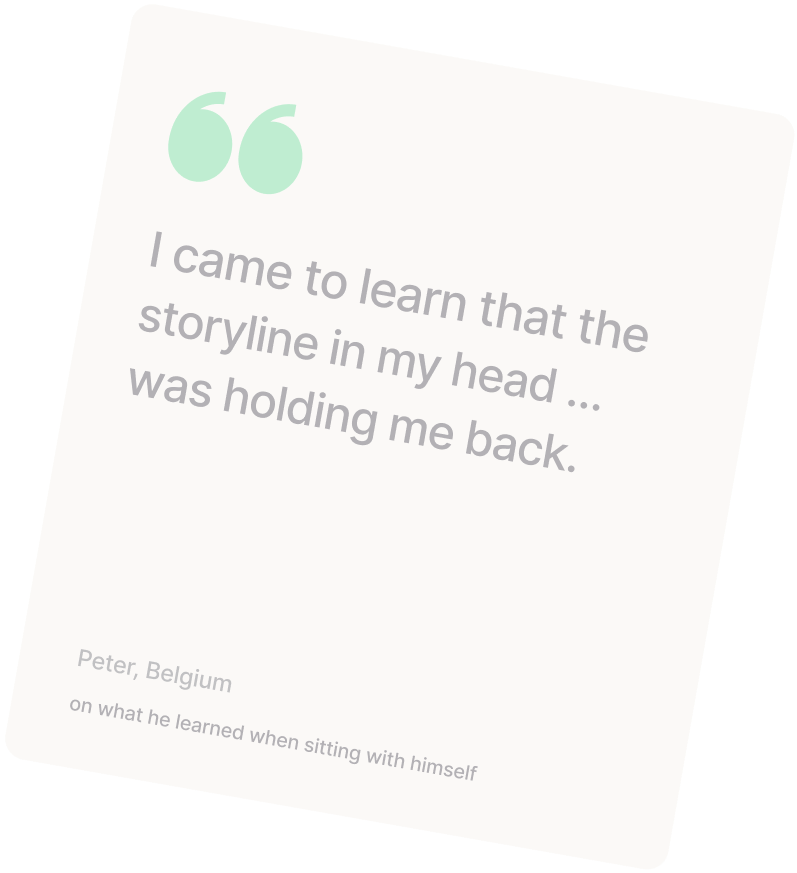 “
I came to learn that the
storyline in my head ...
was holding me back.
Peter, Belgium
on what he learned when sitting with himself